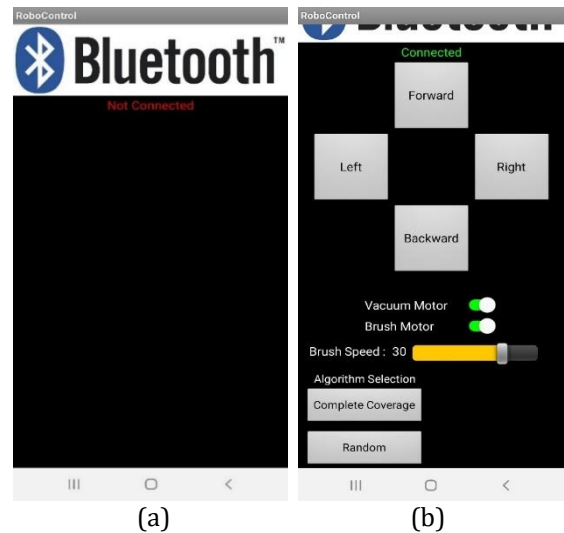 RoboControl
Bluetooth™
Not Connected
(a)
RoboControl
Bluetooth
Connected
Forward
Left
Right
Backward
Vacuum Motor
Brush Motor
Brush Speed : 30
Algorithm Selection
Complete Coverage
Random
(b)